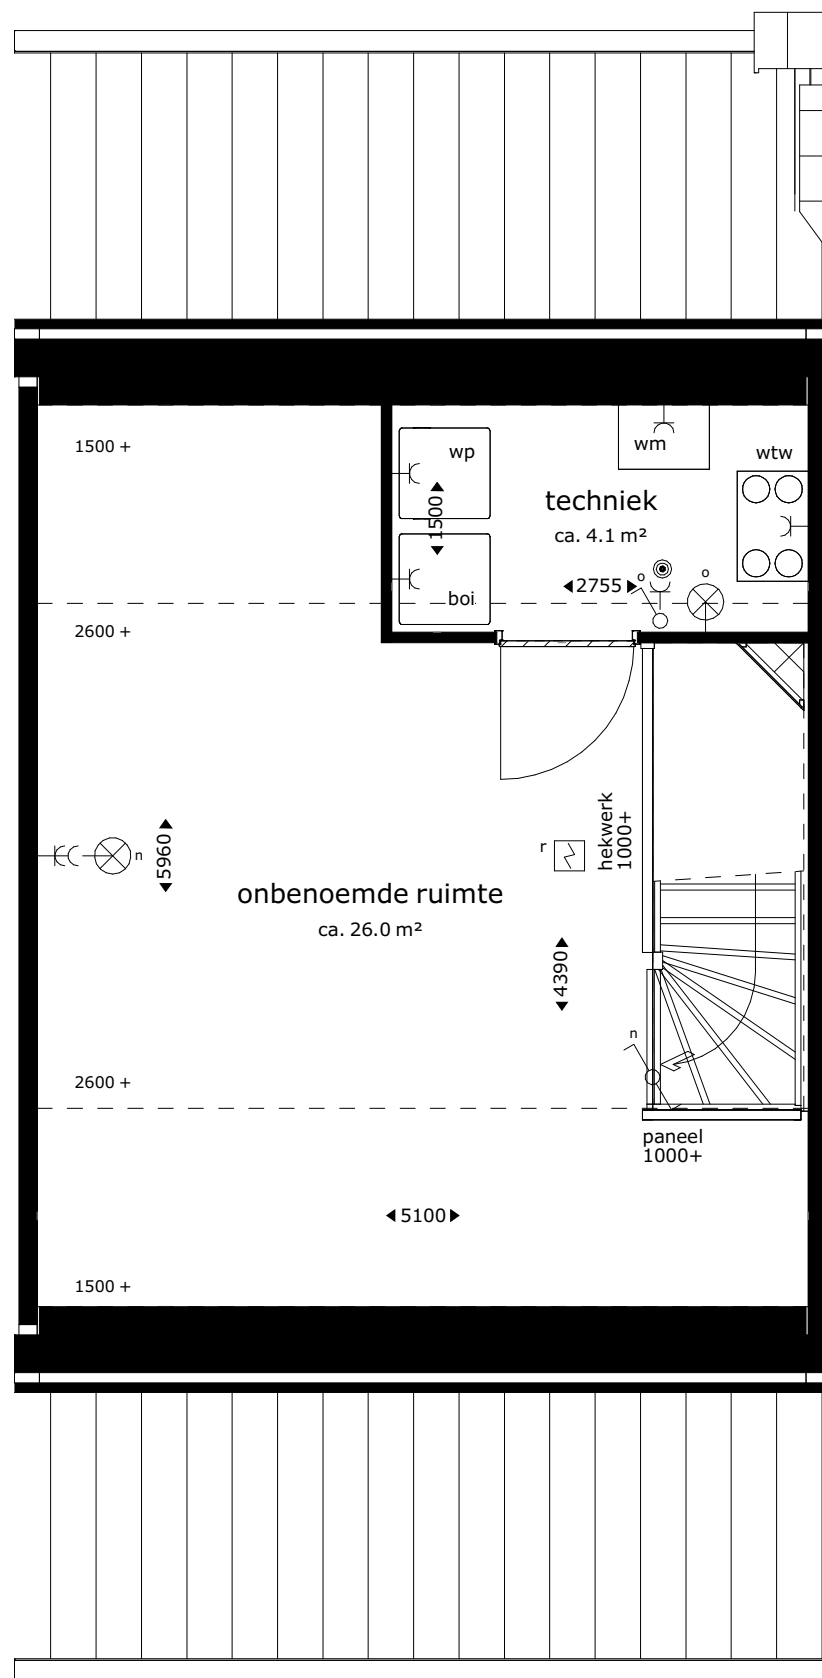 1500 +
wp
wm
wtw
1500
techniek
ca. 4.1 m²
2755
o
o
boi
2600 +
5960
n
r
hekwerk
1000+
onbenoemde ruimte
ca. 26.0 m²
4390
n
2600 +
paneel
1000+
5100
1500 +